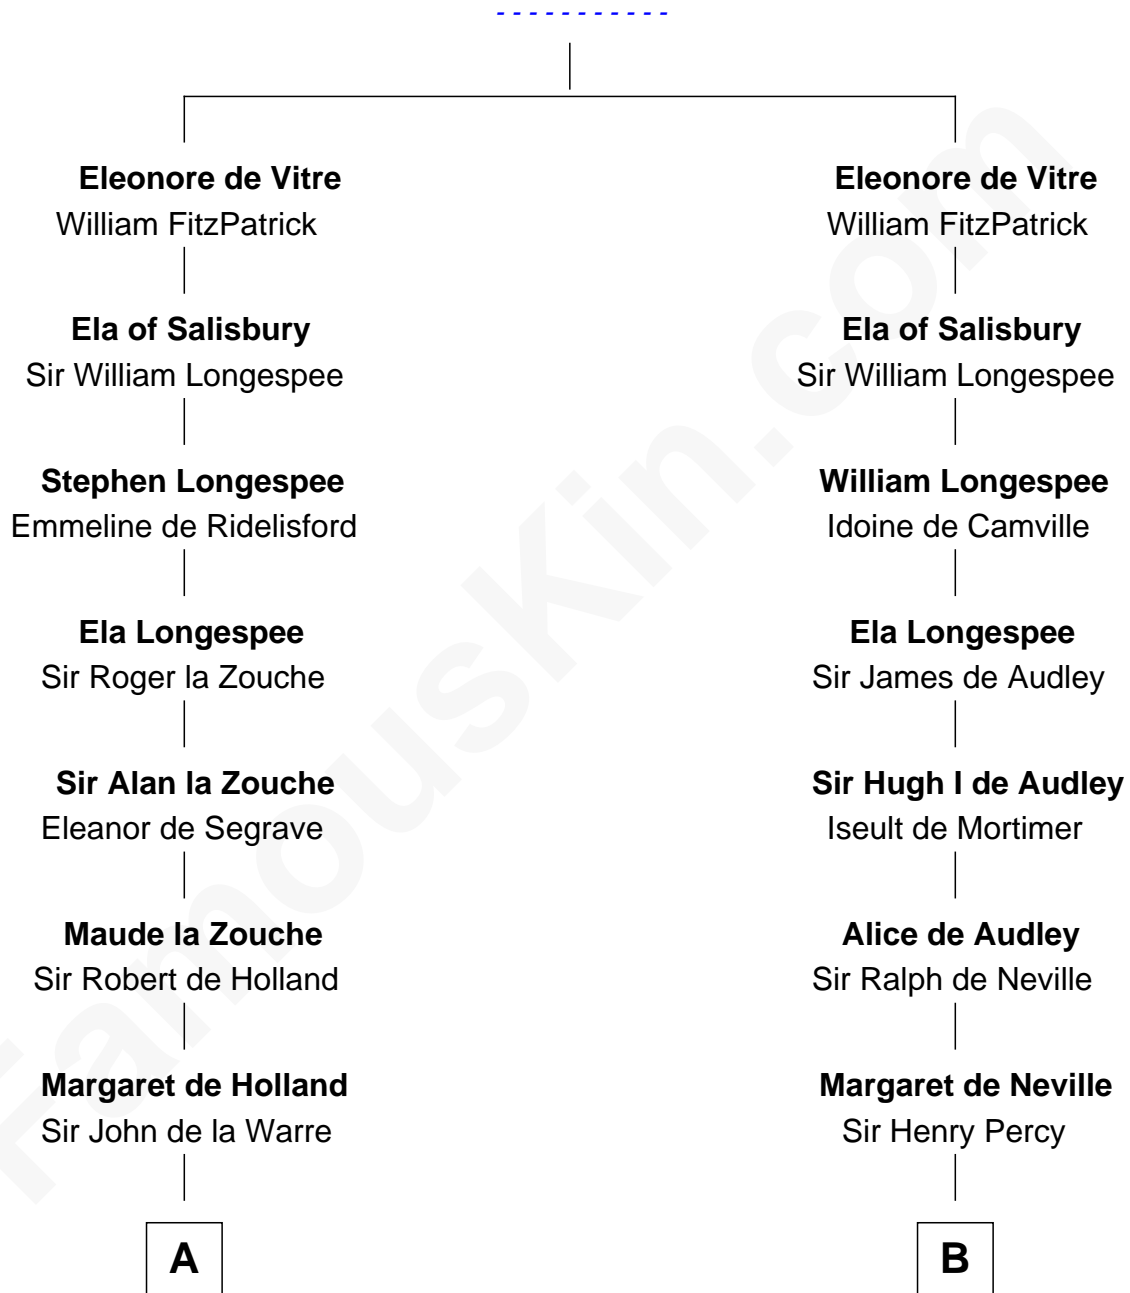 - - - - - - - - - - -
Eleonore de Vitre
William FitzPatrick
Ela of Salisbury
Sir William Longespee
Stephen Longespee
Emmeline de Ridelisford
Ela Longespee
Sir Roger la Zouche
Sir Alan la Zouche
Eleanor de Segrave
Maude la Zouche
Sir Robert de Holland
Margaret de Holland
Sir John de la Warre
A
Eleonore de Vitre
William FitzPatrick
Ela of Salisbury
Sir William Longespee
William Longespee
Idoine de Camville
Ela Longespee
Sir James de Audley
Sir Hugh I de Audley
Iseult de Mortimer
Alice de Audley
Sir Ralph de Neville
Margaret de Neville
Sir Henry Percy
B
FamousKin.com